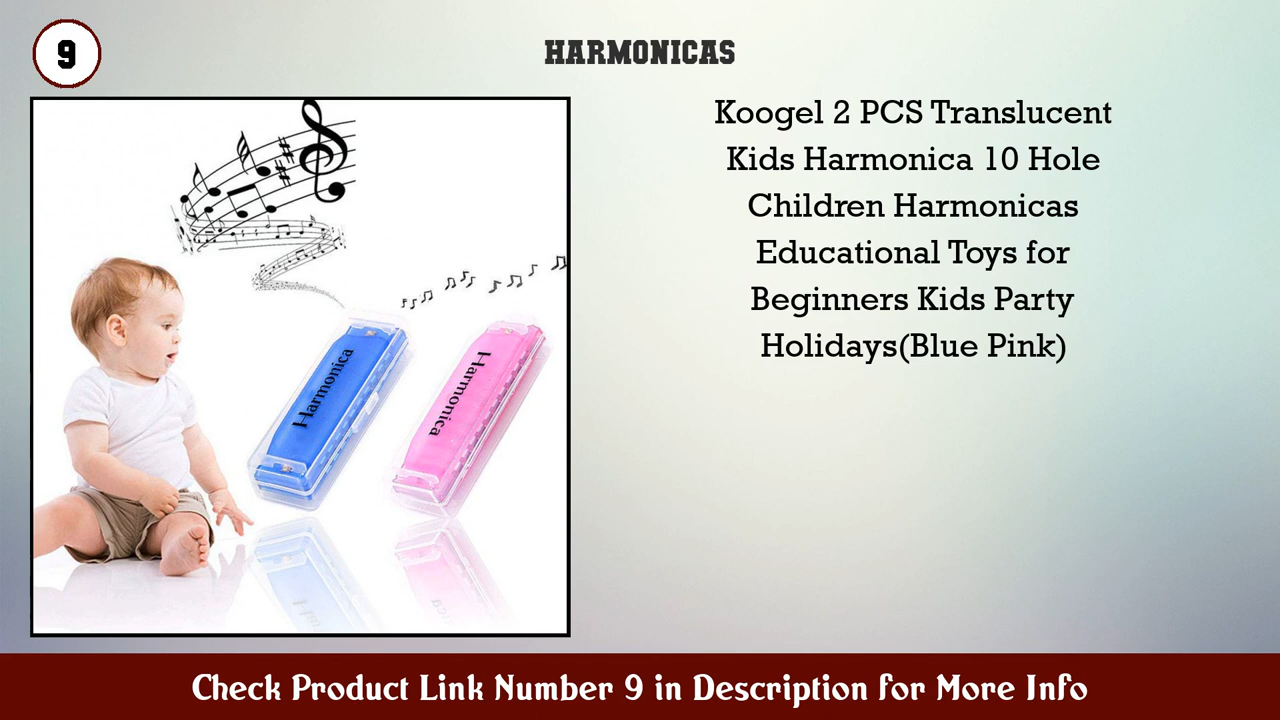 9
HARMONICAS
Koogel 2 PCS Translucent
Kids Harmonica 10 Hole
Children Harmonicas
Educational Toys for
Beginners Kids Party
Holidays(Blue Pink)
Harmonica
Harmonica
Check Product Link Number 9 in Description for More Info